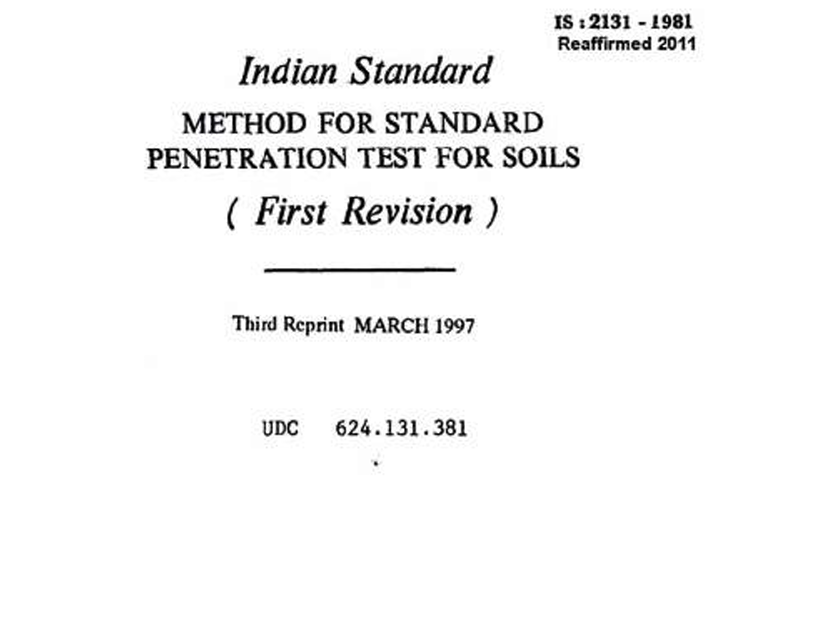 IS : 2131 - 1981
Reaffirmed 2011
Indian Standard
METHOD FOR STANDARD
PENETRATION TEST FOR SOILS
( First Revision )
Third Reprint MARCH 1997
UDC 624.131.381